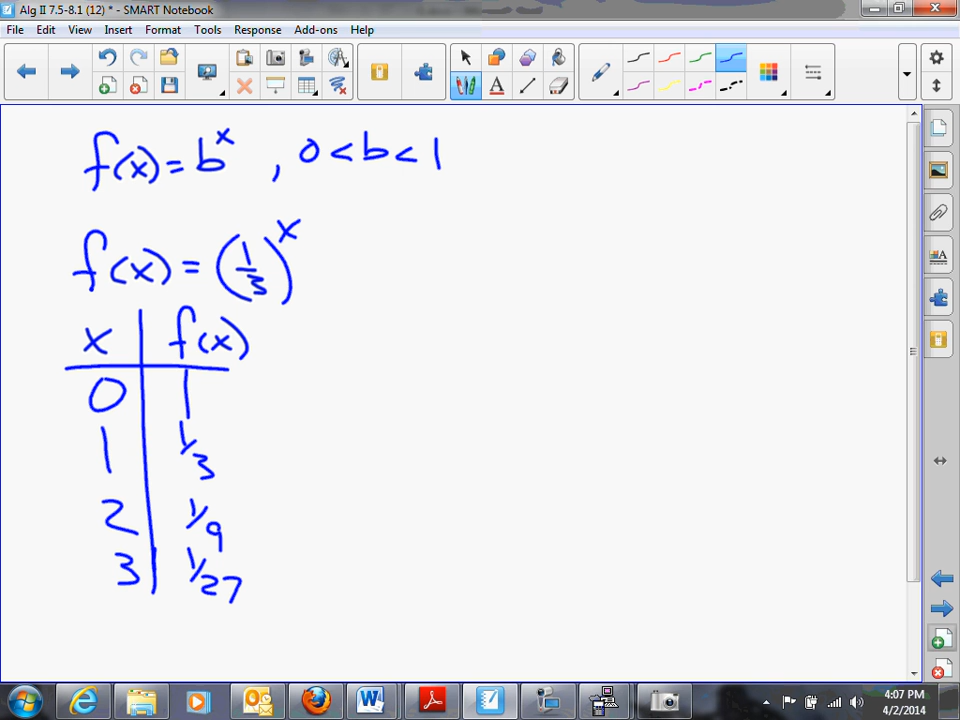 Alg II 7.5-8.1 (12) * - SMART Notebook
File Edit View Insert Format Tools Response Add-ons Help
f(x) = b^x , 0 < b < 1
f(x) = (1/3)^x
x f(x)
0 1
1 1/3
2 1/9
3 1/27
4:07 PM
4/2/2014